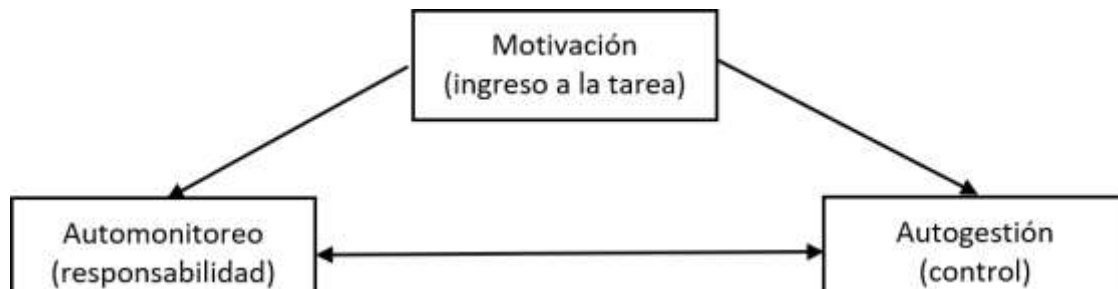 Motivación
(ingreso a la tarea)
Automonitoreo
(responsabilidad)
Autogestión
(control)